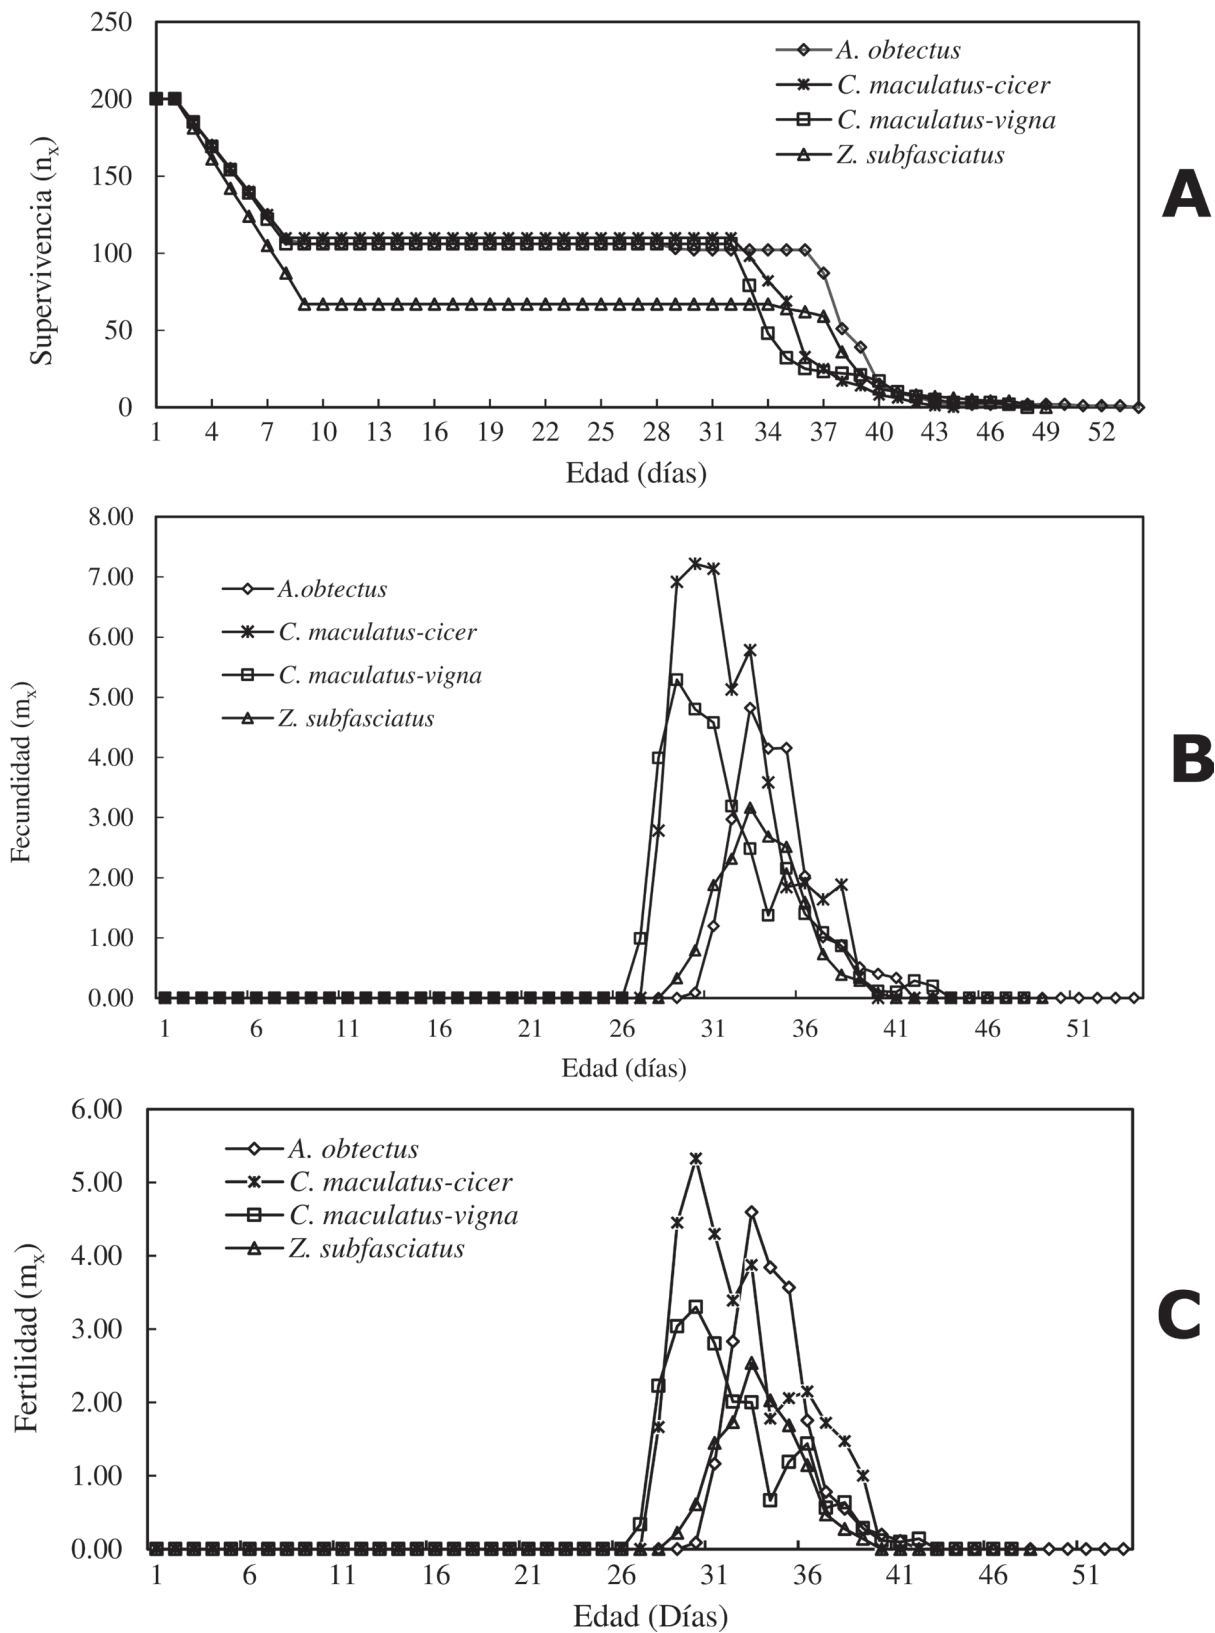 250
200
150
100
50
0
Supervivencia (nx)
A. obtectus
C. maculatus-cicer
C. maculatus-vigna
Z. subfasciatus
A
1 4 7 10 13 16 19 22 25 28 31 34 37 40 43 46 49 52
Edad (días)
8.00
7.00
6.00
5.00
4.00
3.00
2.00
1.00
0.00
Fecundidad (mx)
A.obtectus
C. maculatus-cicer
C. maculatus-vigna
Z. subfasciatus
B
1 6 11 16 21 26 31 36 41 46 51
Edad (días)
6.00
5.00
4.00
3.00
2.00
1.00
0.00
Fertilidad (mx)
A. obtectus
C. maculatus-cicer
C. maculatus-vigna
Z. subfasciatus
C
1 6 11 16 21 26 31 36 41 46 51
Edad (Días)